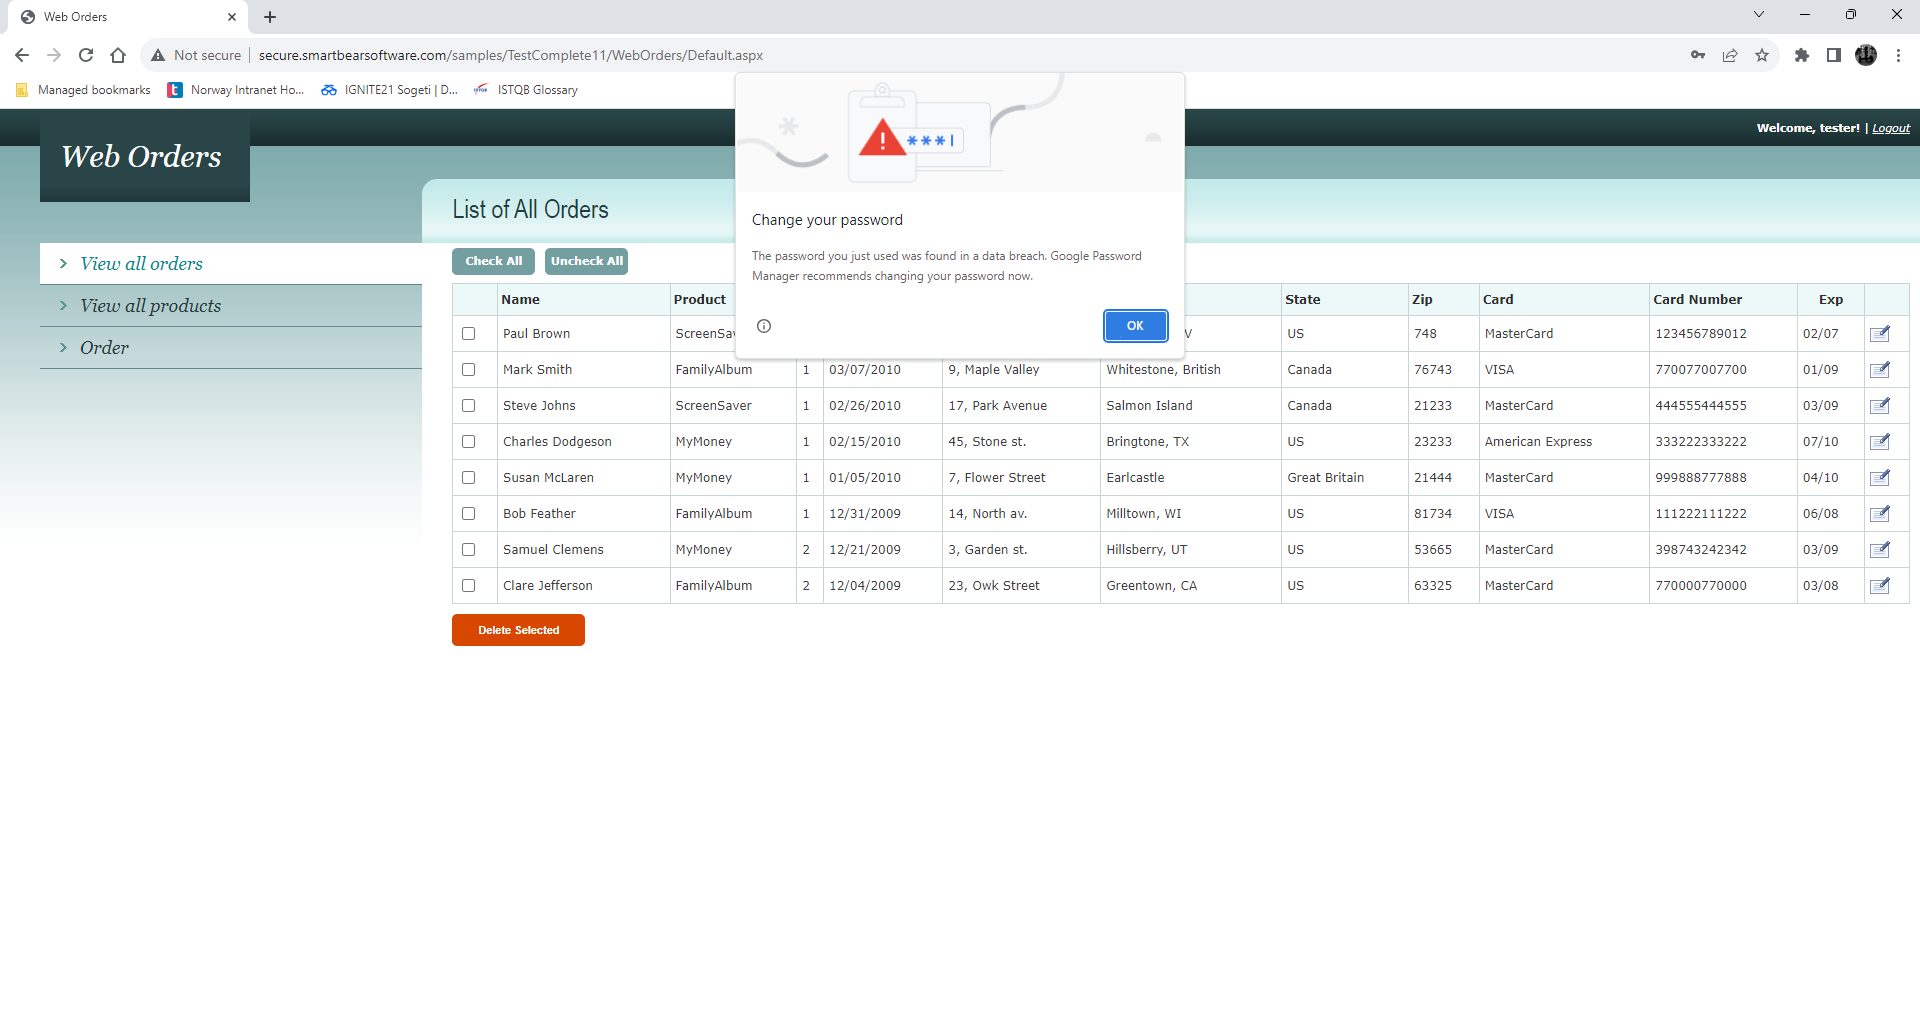 Web Orders
Not secure secure.smartbearsoftware.com/samples/TestComplete11/WebOrders/Default.aspx
Managed bookmarks Norway Intranet Ho... IGNITE21 Sogeti | D... ISTQB Glossary
Welcome, tester! | Logout
Web Orders
***|
Change your password
The password you just used was found in a data breach. Google Password
Manager recommends changing your password now.
OK
View all orders
View all products
Order
List of All Orders
Check All Uncheck All
Name Product State Zip Card Card Number Exp
Paul Brown US 748 MasterCard 123456789012 02/07
Mark Smith FamilyAlbum 1 03/07/2010 9, Maple Valley Whitestone, British Canada 76743 VISA 770077007700 01/09
Steve Johns ScreenSaver 1 02/26/2010 17, Park Avenue Salmon Island Canada 21233 MasterCard 444555444555 03/09
Charles Dodgeson MyMoney 1 02/15/2010 45, Stone st. Bringtone, TX US 23233 American Express 333222333222 07/10
Susan McLaren MyMoney 1 01/05/2010 7, Flower Street Earlcastle Great Britain 21444 MasterCard 999888777888 04/10
Bob Feather FamilyAlbum 1 12/31/2009 14, North av. Milltown, WI US 81734 VISA 111222111222 06/08
Samuel Clemens MyMoney 2 12/21/2009 3, Garden st. Hillsberry, UT US 53665 MasterCard 398743242342 03/09
Clare Jefferson FamilyAlbum 2 12/04/2009 23, Owk Street Greentown, CA US 63325 MasterCard 770000770000 03/08
Delete Selected